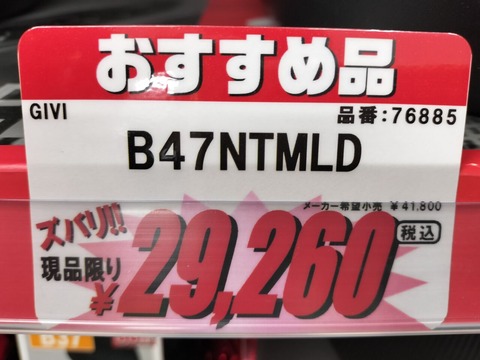 おすすめ品
GIVI
品番:76885
B47NTMLD
メーカー希望小売 ¥41,800
ズバリ!!
現品限り
¥29,260
税込